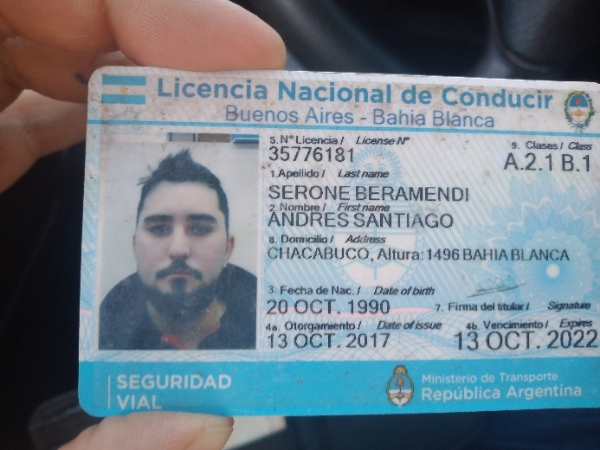 Licencia Nacional de Conducir
Buenos Aires - Bahia Blanca
5. N° Licencia / License N°
35776181
9. Clases / Class
A.2.1 B.1
1.Apellido / Last name
SERONE BERAMENDI
2. Nombre / First name
ANDRES SANTIAGO
8. Domicilio / Address
CHACABUCO, Altura:1496 BAHIA BLANCA
3 Fecha de Nac. / Date of birth
20 OCT. 1990
7. Firma del titular / Signature
4a. Otorgamiento / Date of issue
13 OCT. 2017
4b. Vencimiento / Expires
13 OCT. 2022
SEGURIDAD
VIAL
Ministerio de Transporte
República Argentina